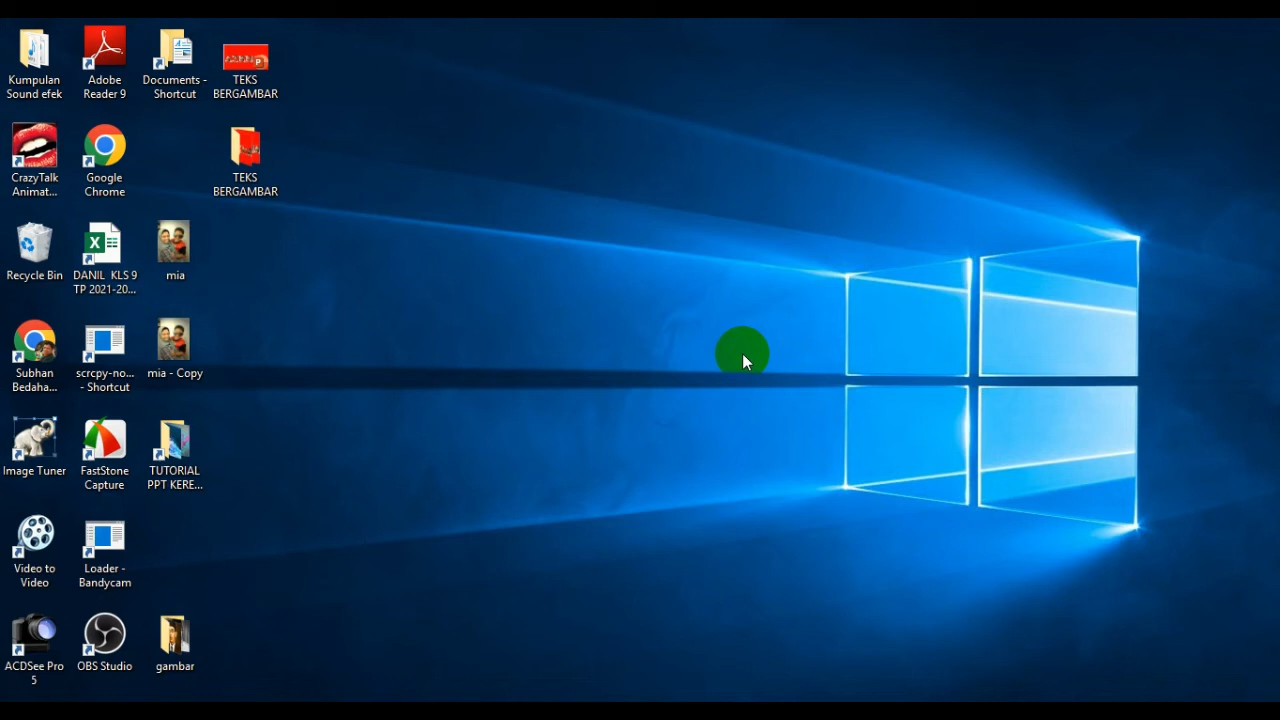 Kumpulan
Sound efek
Adobe
Reader 9
Documents -
Shortcut
TEKS
BERGAMBAR
CrazyTalk
Animat...
Google
Chrome
TEKS
BERGAMBAR
Recycle Bin
DANIL KLS 9
TP 2021-20...
mia
Subhan
Bedaha...
scrcpy-no...
- Shortcut
mia - Copy
Image Tuner
FastStone
Capture
TUTORIAL
PPT KERE...
Video to
Video
Loader -
Bandycam
ACDSee Pro
5
OBS Studio
gambar